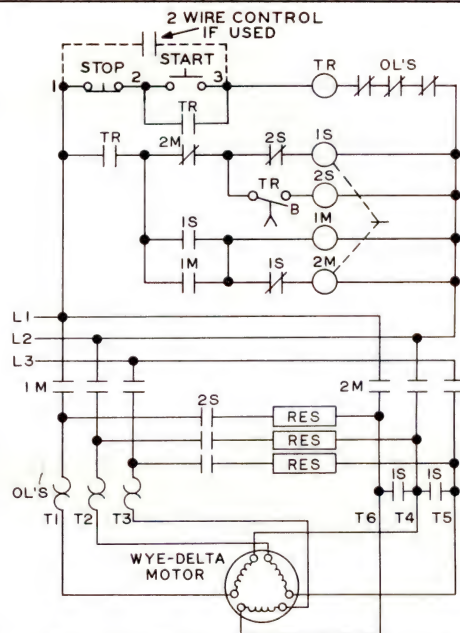 2 WIRE CONTROL
IF USED
STOP
START
TR
OL'S
1
2
3
TR
TR
2M
2S
1S
TR
2S
B
1M
1S
1M
1S
2M
L1
L2
L3
1M
2M
2S
RES
RES
RES
1S
1S
OL'S
T1
T2
T3
T6
T4
T5
WYE-DELTA
MOTOR